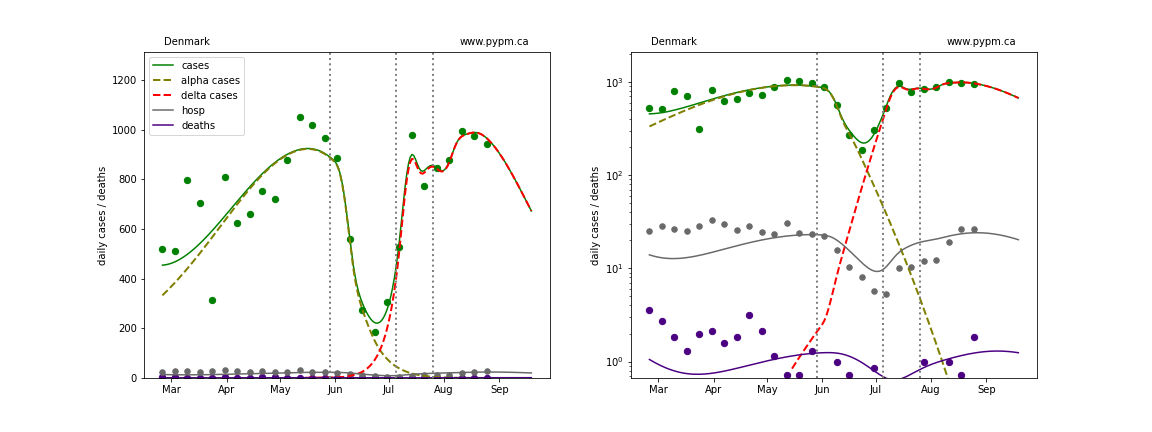 Denmark www.pypm.ca
cases
alpha cases
delta cases
hosp
deaths
daily cases / deaths
1200
1000
800
600
400
200
0
Mar Apr May Jun Jul Aug Sep
Denmark www.pypm.ca
daily cases / deaths
10³
10²
10¹
10⁰
Mar Apr May Jun Jul Aug Sep